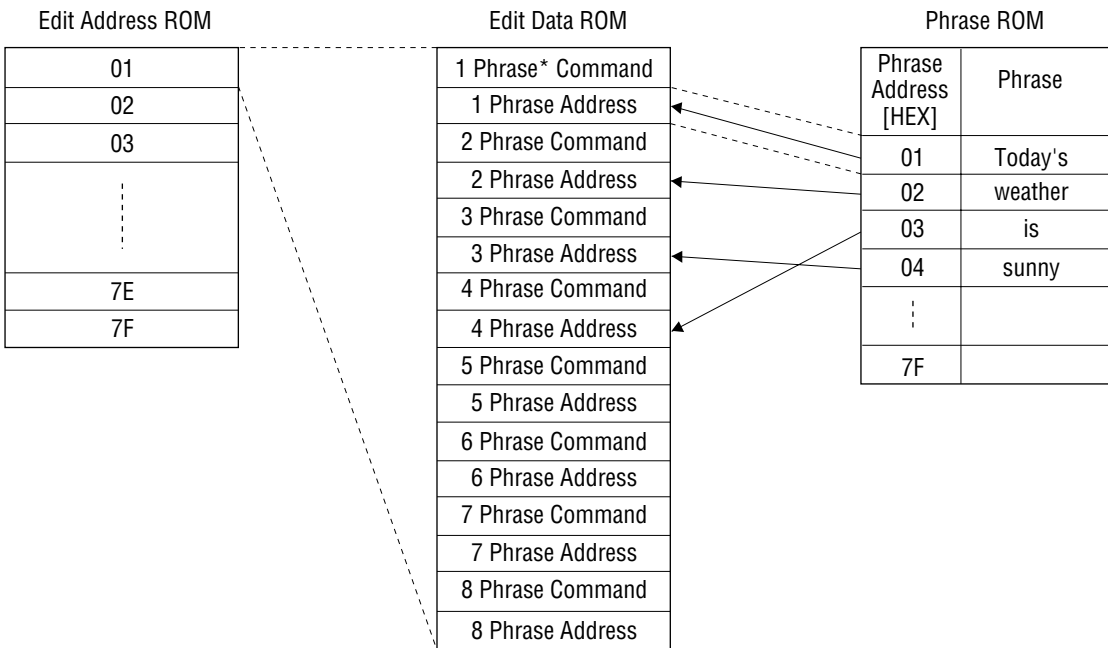 Edit Address ROM
01
02
03
7E
7F
Edit Data ROM
1 Phrase* Command
1 Phrase Address
2 Phrase Command
2 Phrase Address
3 Phrase Command
3 Phrase Address
4 Phrase Command
4 Phrase Address
5 Phrase Command
5 Phrase Address
6 Phrase Command
6 Phrase Address
7 Phrase Command
7 Phrase Address
8 Phrase Command
8 Phrase Address
Phrase ROM
Phrase
Address
[HEX]
Phrase
01 Today's
02 weather
03 is
04 sunny
7F